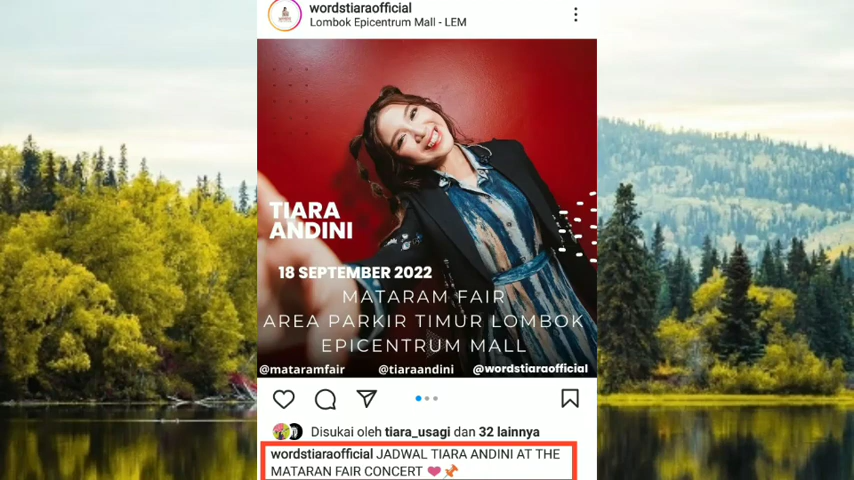 wordstiaraofficial
Lombok Epicentrum Mall - LEM
TIARA
ANDINI
18 SEPTEMBER 2022
MATARAM FAIR
AREA PARKIR TIMUR LOMBOK
EPICENTRUM MALL
@mataramfair @tiaraandini @wordstiaraofficial
Disukai oleh tiara_usagi dan 32 lainnya
wordstiaraofficial JADWAL TIARA ANDINI AT THE
MATARAN FAIR CONCERT ❤️📌